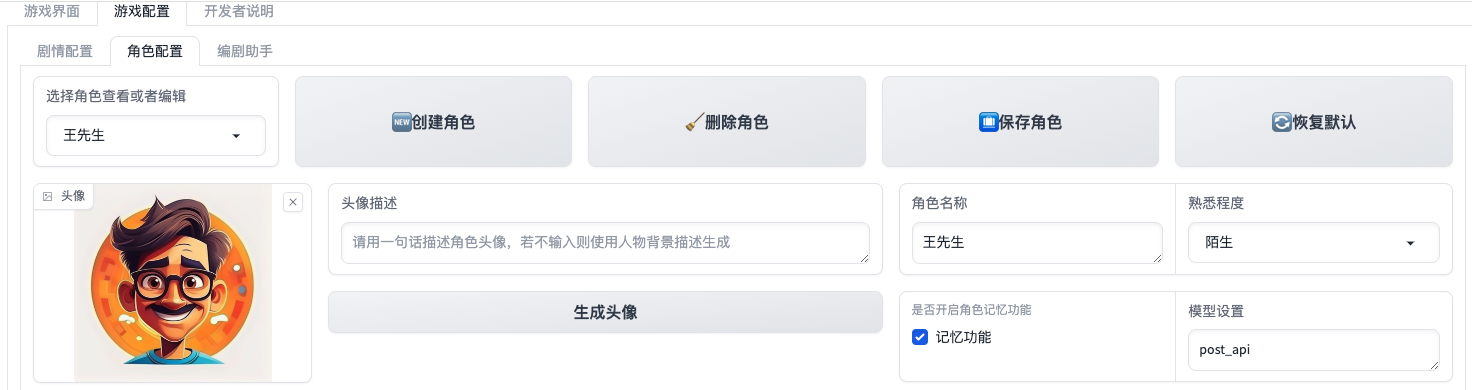 游戏界面
游戏配置
开发者说明
剧情配置
角色配置
编剧助手
选择角色查看或者编辑
王先生
NEW创建角色
删除角色
保存角色
恢复默认
头像
头像描述
请用一句话描述角色头像，若不输入则使用人物背景描述生成
角色名称
王先生
熟悉程度
陌生
生成头像
是否开启角色记忆功能
记忆功能
模型设置
post_api